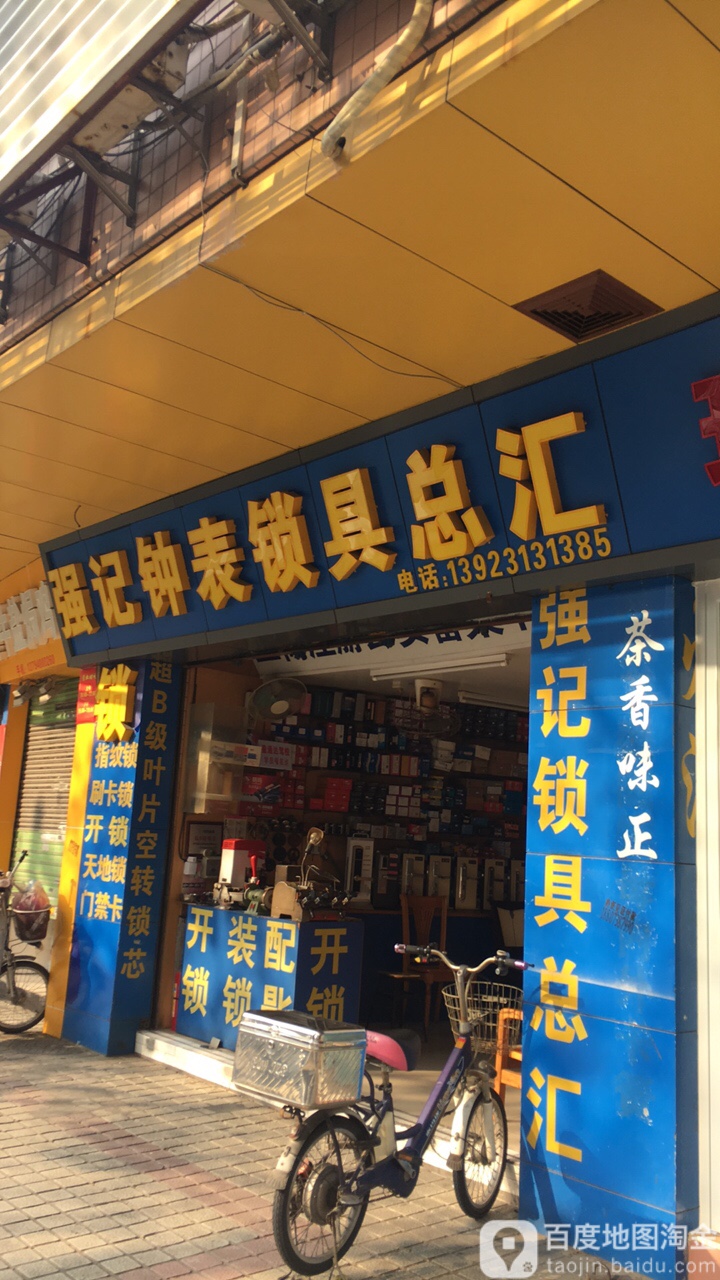 强记钟表锁具总汇
电话:13923131385
锁
指纹锁
刷卡锁
开锁
天地锁
门禁卡
超B级叶片空转锁芯
开锁
装锁
配匙
开锁
强记锁具总汇
茶香味正
百度地图淘金
taojin.baidu.com